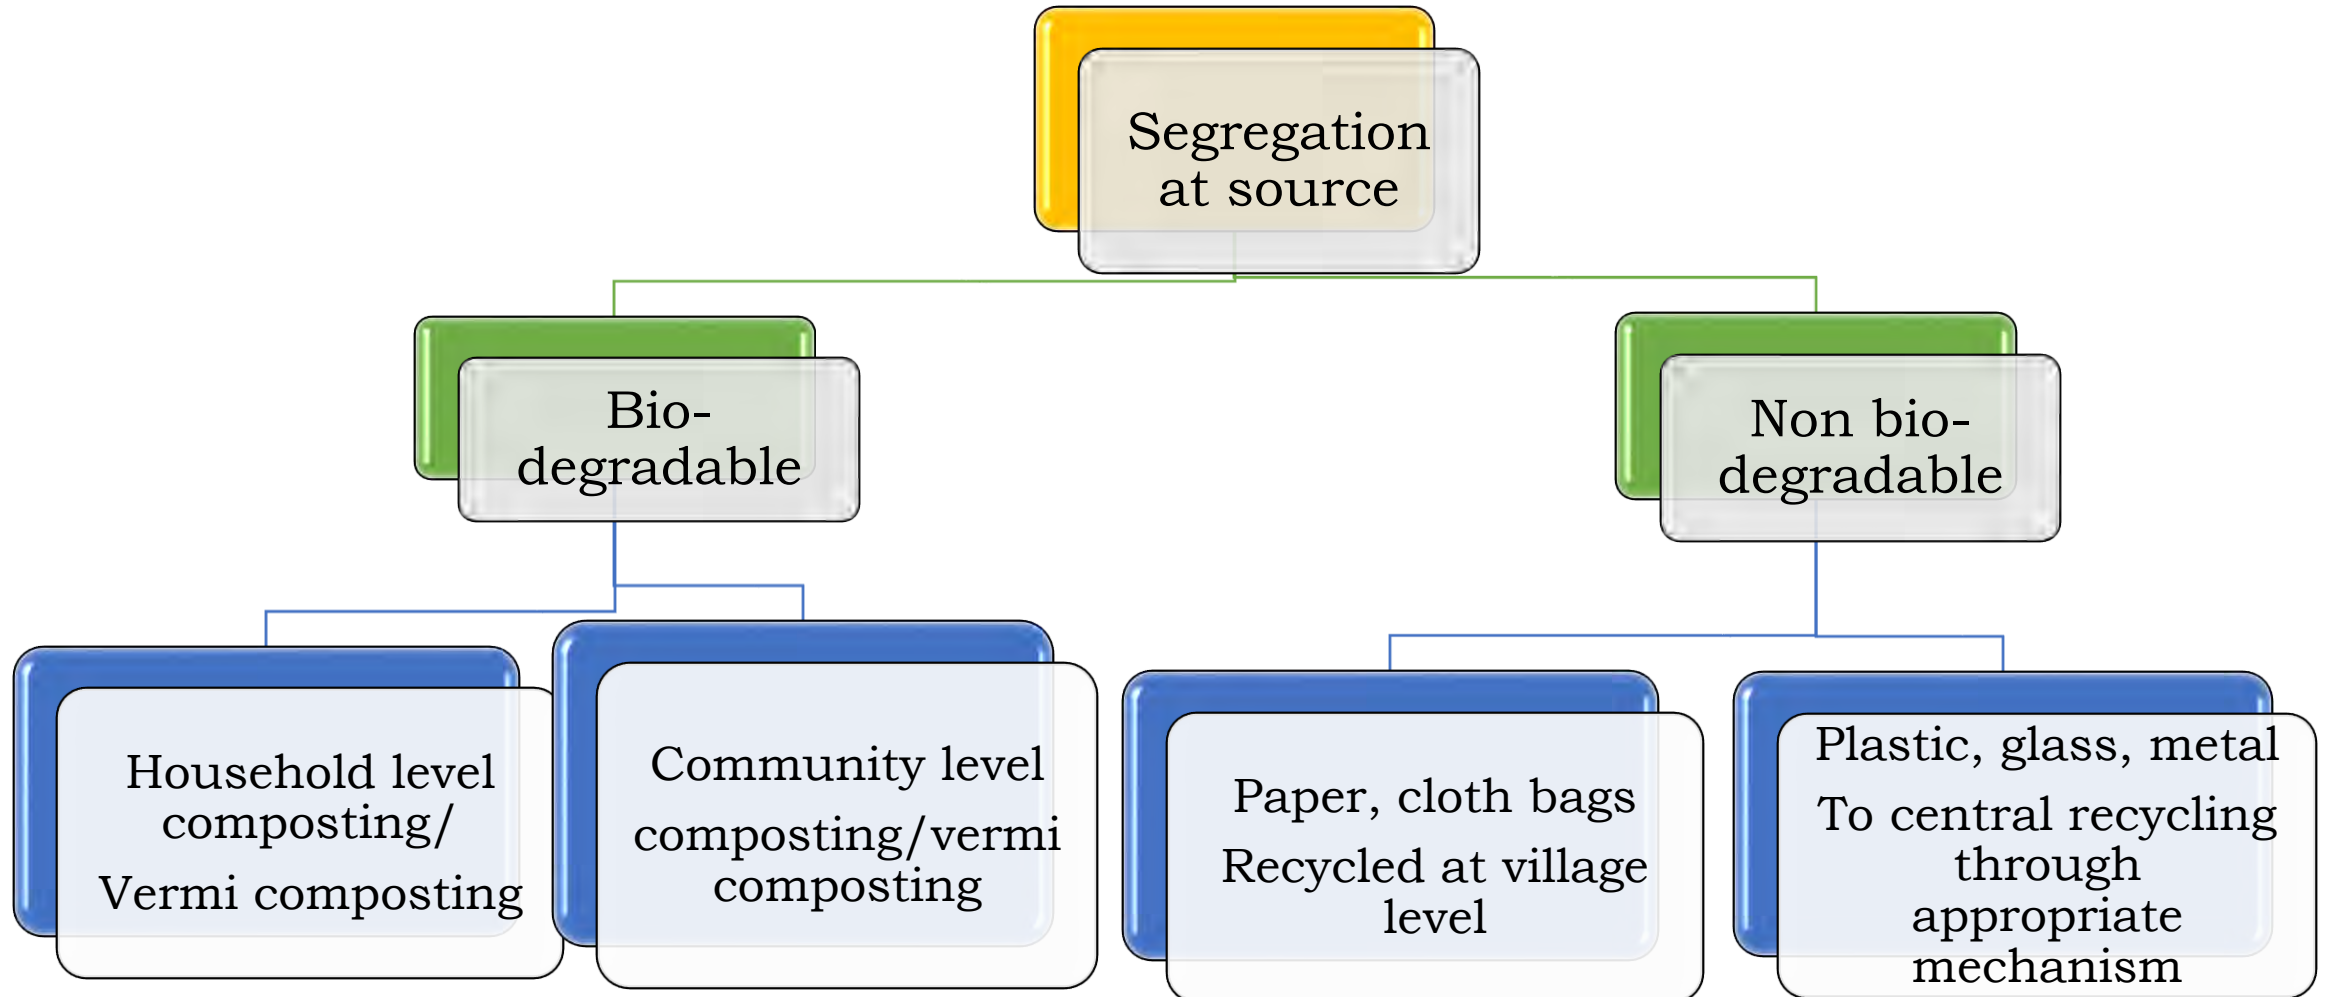 Segregation
at source
Bio-
degradable
Non bio-
degradable
Household level
composting/
Vermi composting
Community level
composting/vermi
composting
Paper, cloth bags
Recycled at village
level
Plastic, glass, metal
To central recycling
through
appropriate
mechanism